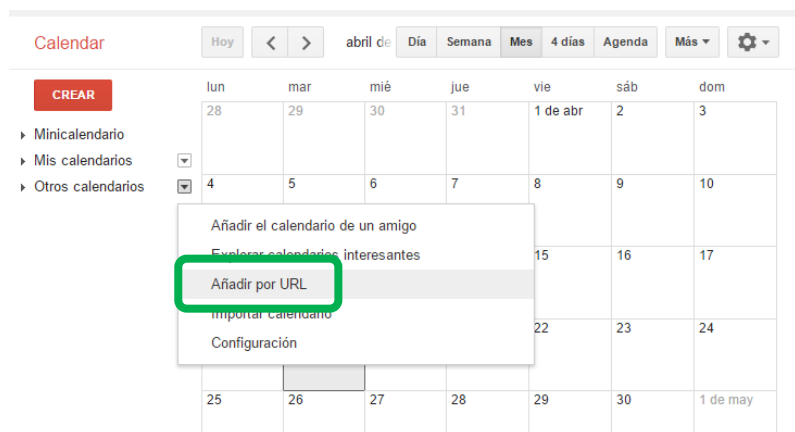 Calendar
Hoy abril de Día Semana Mes 4 días Agenda Más
CREAR
Minicalendario
Mis calendarios
Otros calendarios
lun mar mié jue vie sáb dom
28 29 30 31 1 de abr 2 3
4 5 6 7 8 9 10
Añadir el calendario de un amigo
Explorar calendarios interesantes
15 16 17
Añadir por URL
Importar calendario
22 23 24
Configuración
25 26 27 28 29 30 1 de may